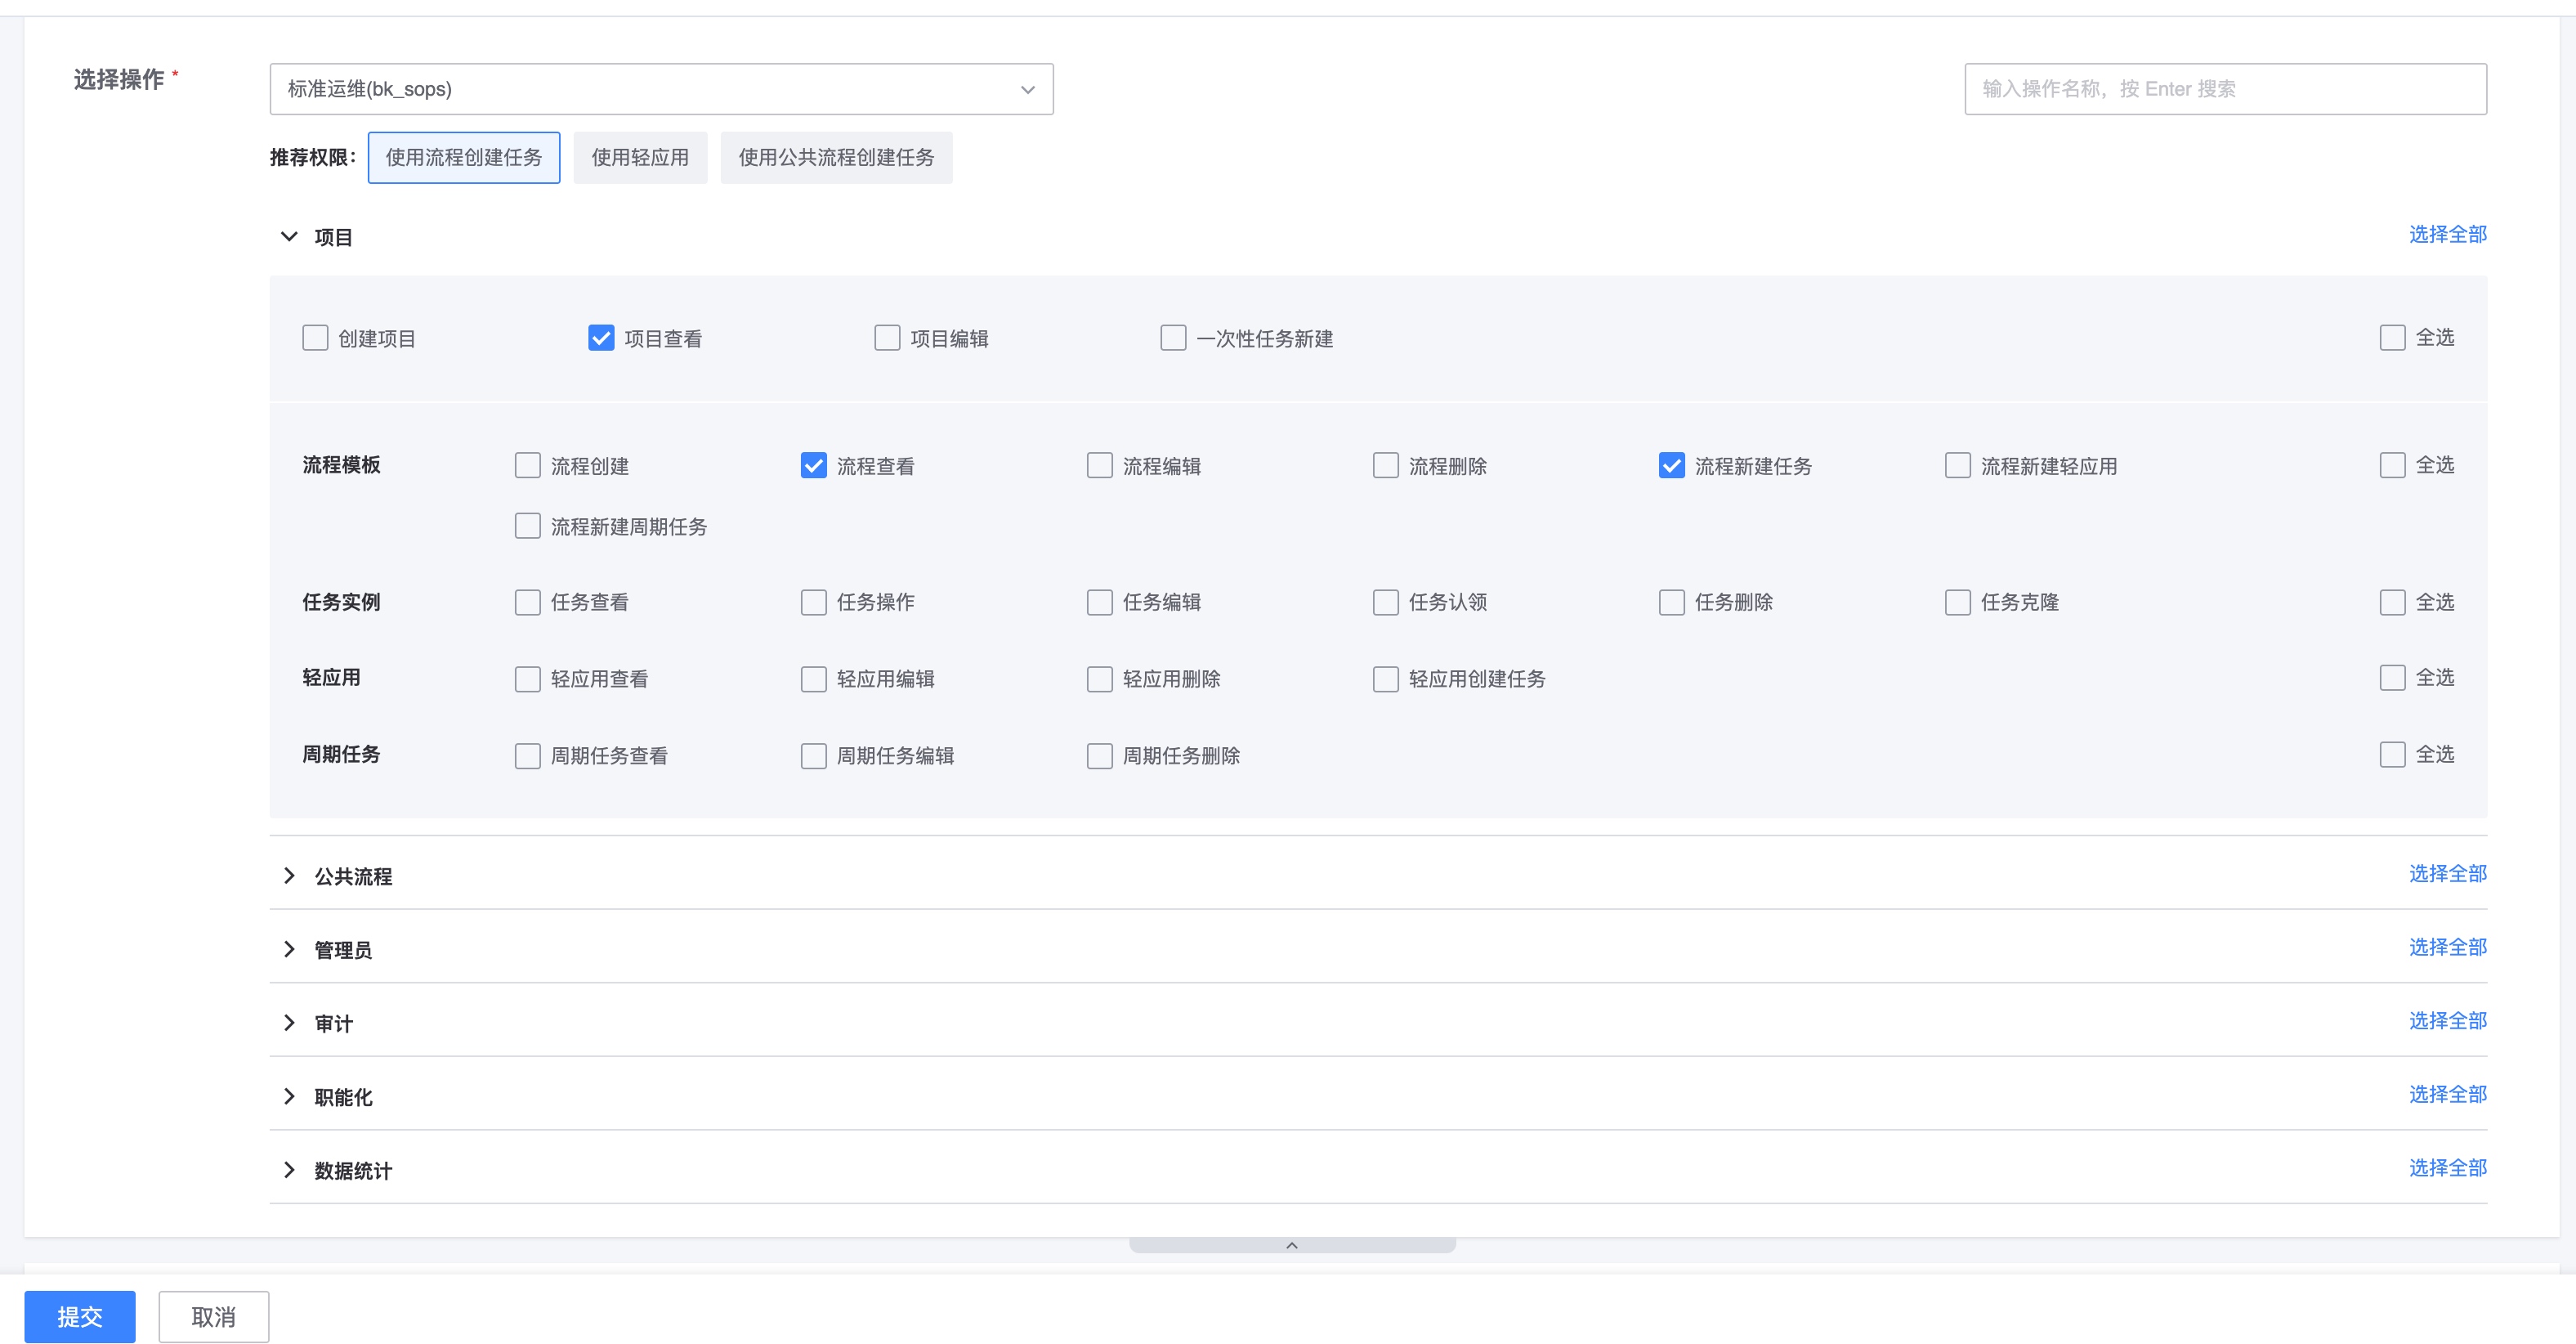 选择操作 *
标准运维(bk_sops)
输入操作名称，按 Enter 搜索
推荐权限： 使用流程创建任务 使用轻应用 使用公共流程创建任务
项目 选择全部
创建项目 项目查看 项目编辑 一次性任务新建 全选
流程模板 流程创建 流程查看 流程编辑 流程删除 流程新建任务 流程新建轻应用 全选
流程新建周期任务
任务实例 任务查看 任务操作 任务编辑 任务认领 任务删除 任务克隆 全选
轻应用 轻应用查看 轻应用编辑 轻应用删除 轻应用创建任务 全选
周期任务 周期任务查看 周期任务编辑 周期任务删除 全选
公共流程 选择全部
管理员 选择全部
审计 选择全部
职能化 选择全部
数据统计 选择全部
提交 取消